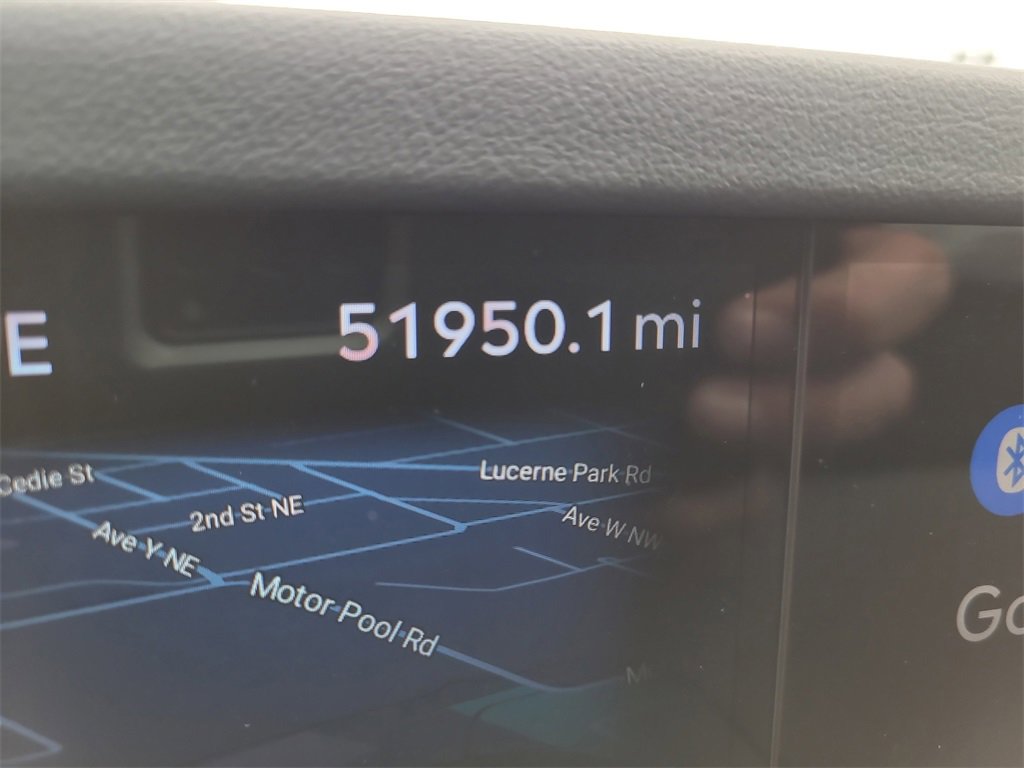 E
51950.1 mi
Cedie St
Lucerne Park Rd
2nd St NE
Ave W NW
Ave Y NE
Motor Pool Rd
Go